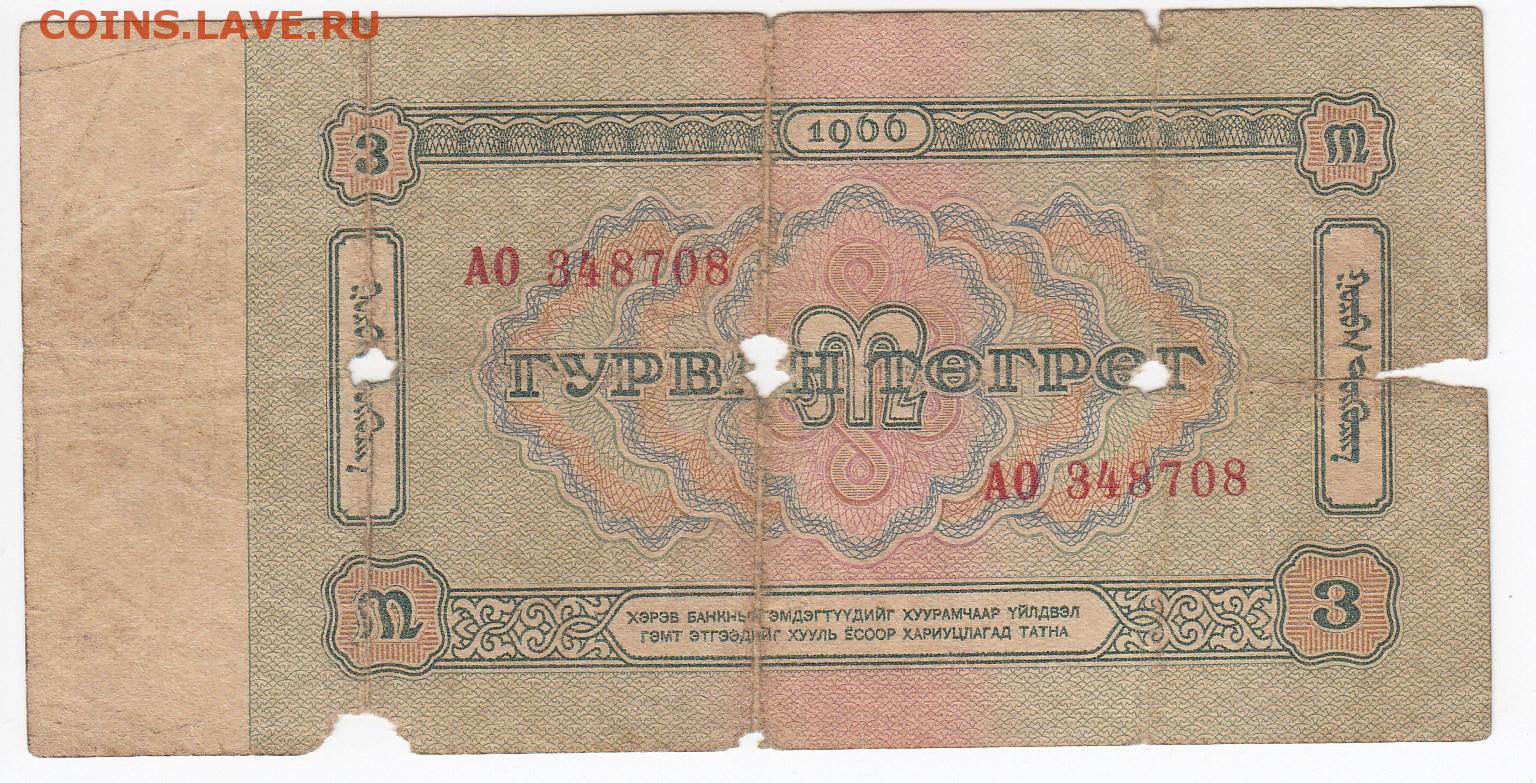 COINS.LAVE.RU
1966
3
᠓
АО 348708
ГУРВАН ТӨГРӨГ
АО 348708
3
ХЭРЭВ БАНКНЫ ТЭМДЭГТҮҮДИЙГ ХУУРАМЧААР ҮЙЛДВЭЛ
ГЭМТ ЭТГЭЭДИЙГ ХУУЛЬ ЁСООР ХАРИУЦЛАГАД ТАТНА